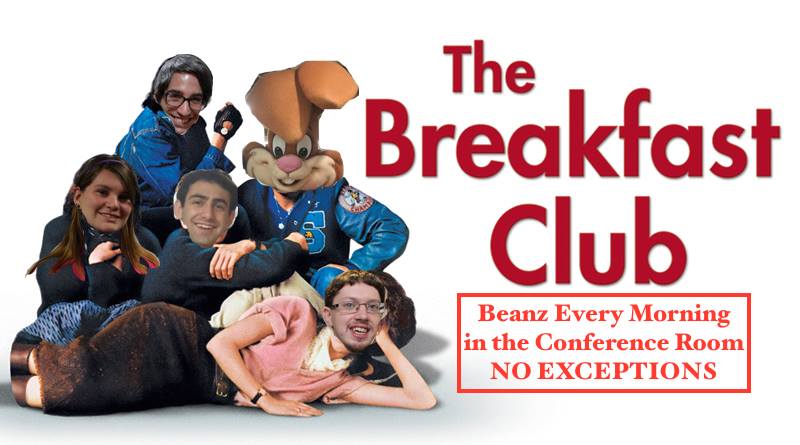 The
Breakfast
Club
S
Beanz Every Morning
in the Conference Room
NO EXCEPTIONS